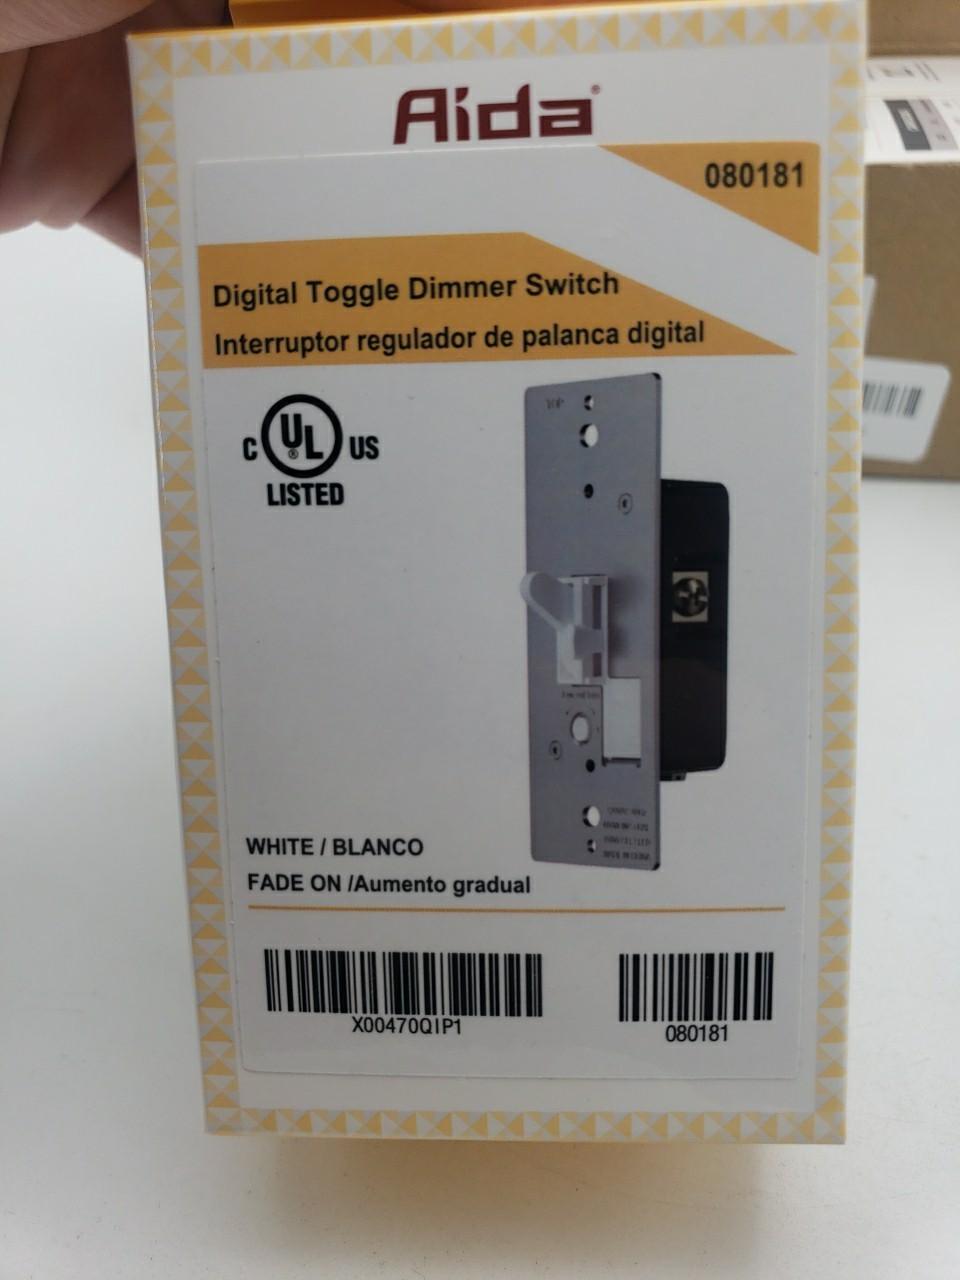 Aida®
080181
Digital Toggle Dimmer Switch
Interruptor regulador de palanca digital
C UL® US
LISTED
TOP
WHITE / BLANCO
FADE ON /Aumento gradual
X00470QIP1
080181